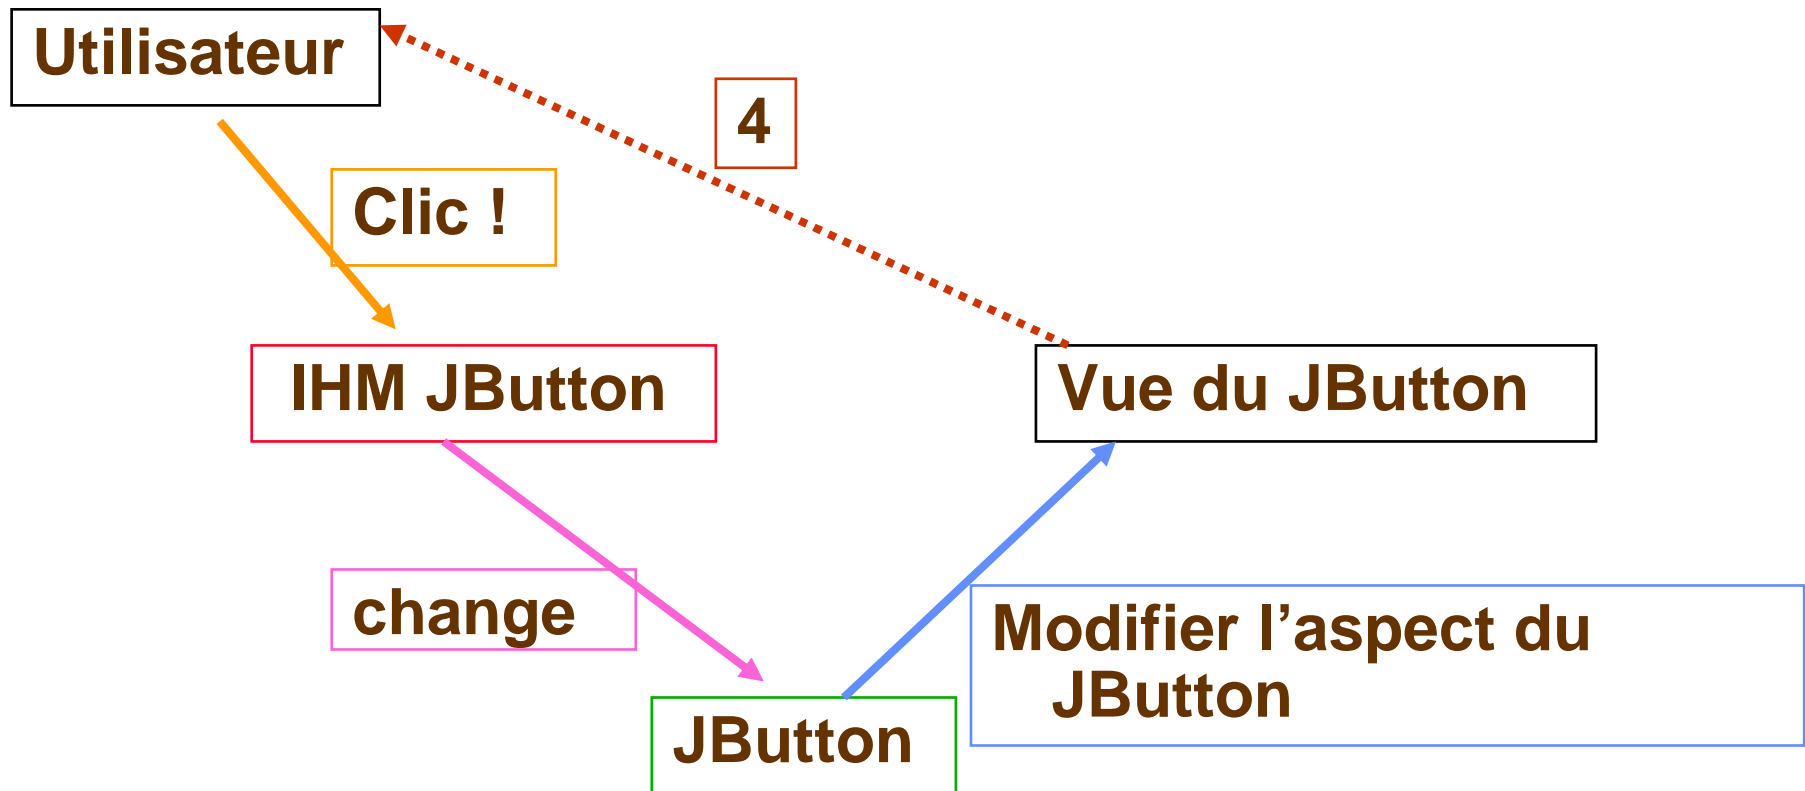 Utilisateur
4
Clic !
IHM JButton
Vue du JButton
change
Modifier l’aspect du
JButton
JButton